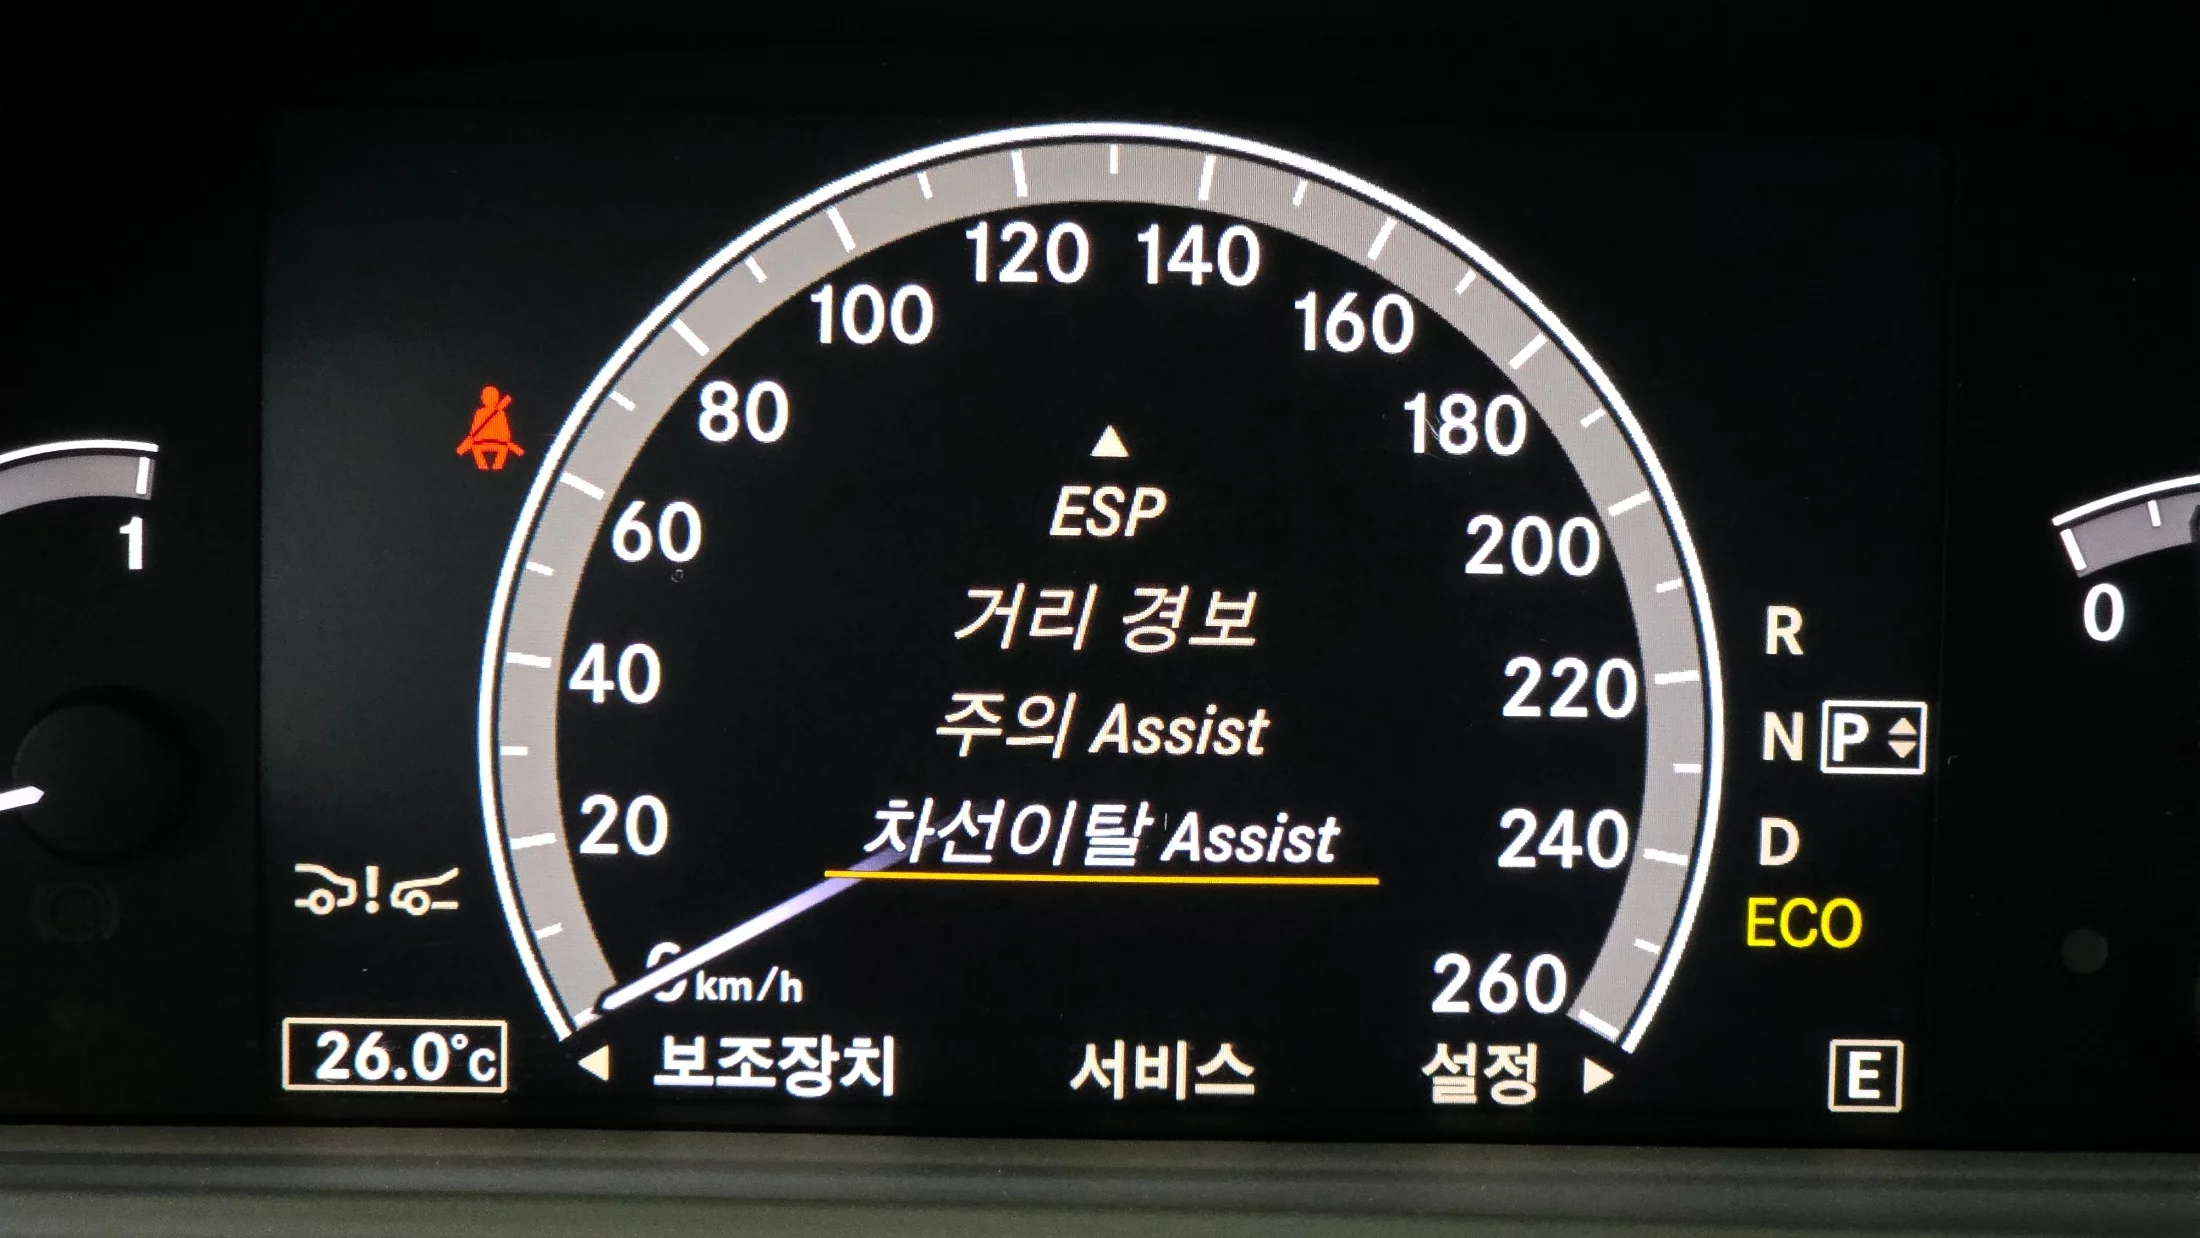 120 140
100 160
80 180
ESP
60 200
1
거리 경보
0
40 220
R
주의 Assist
N P
20 240
D
차선이탈 Assist
ECO
0 km/h 260
26.0°C
보조장치 서비스 설정
E